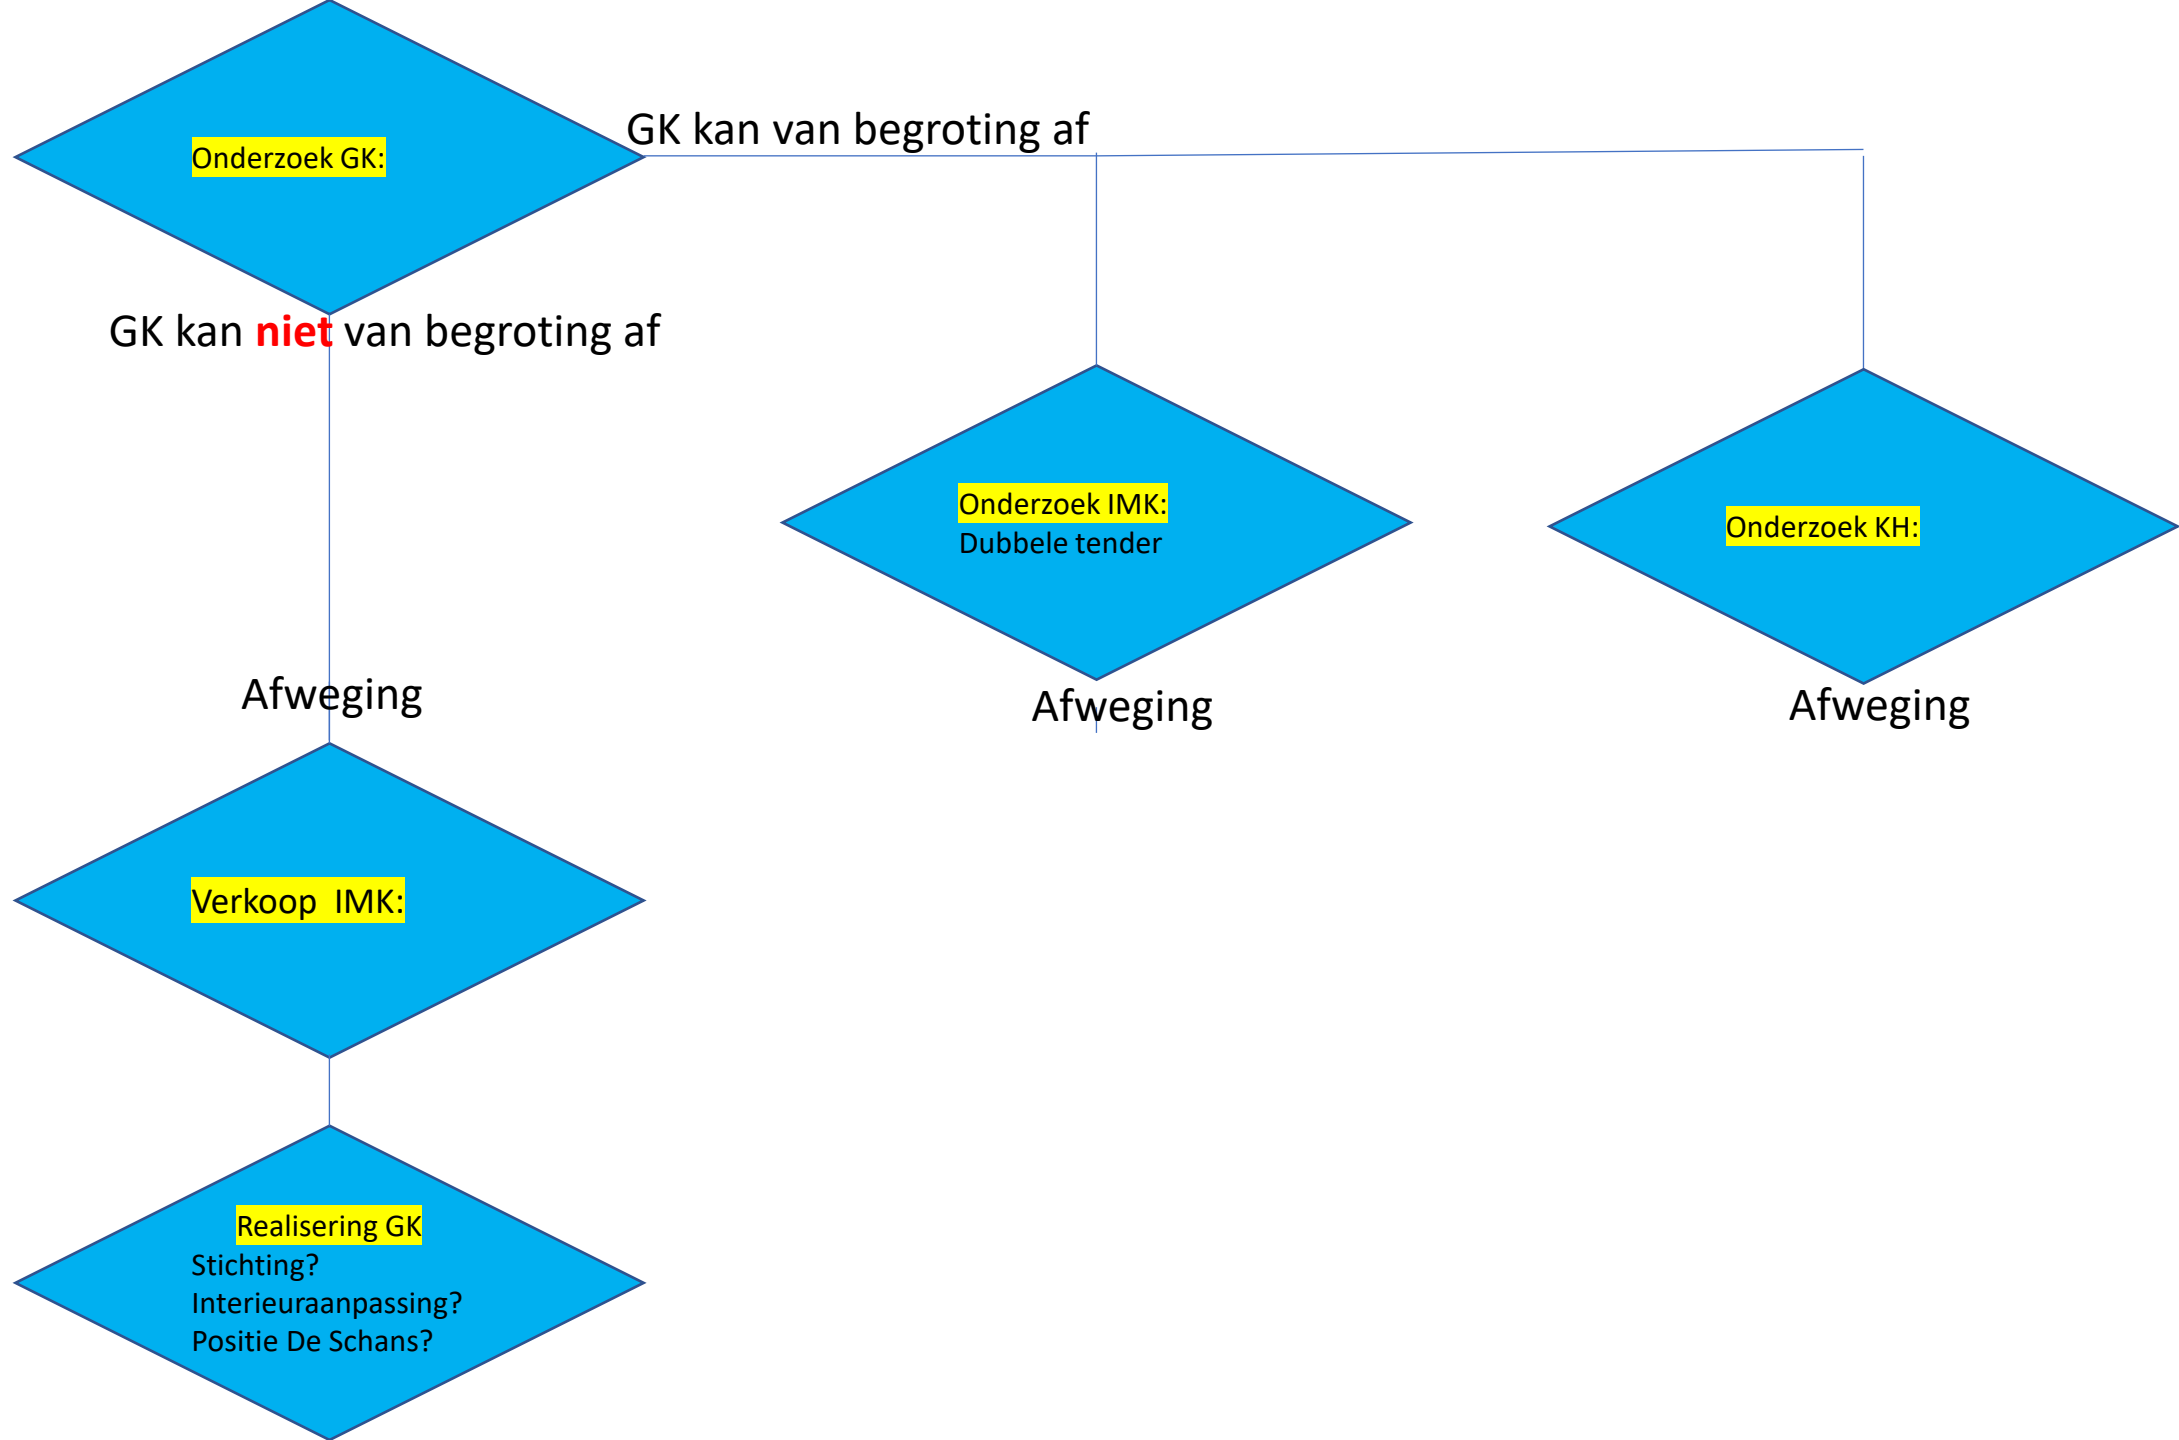 GK kan van begroting af
Onderzoek GK:
GK kan niet van begroting af
Onderzoek IMK:
Dubbele tender
Onderzoek KH:
Afweging
Afweging
Afweging
Verkoop  IMK:
Realisering GK
Stichting?
Interieuraanpassing?
Positie De Schans?